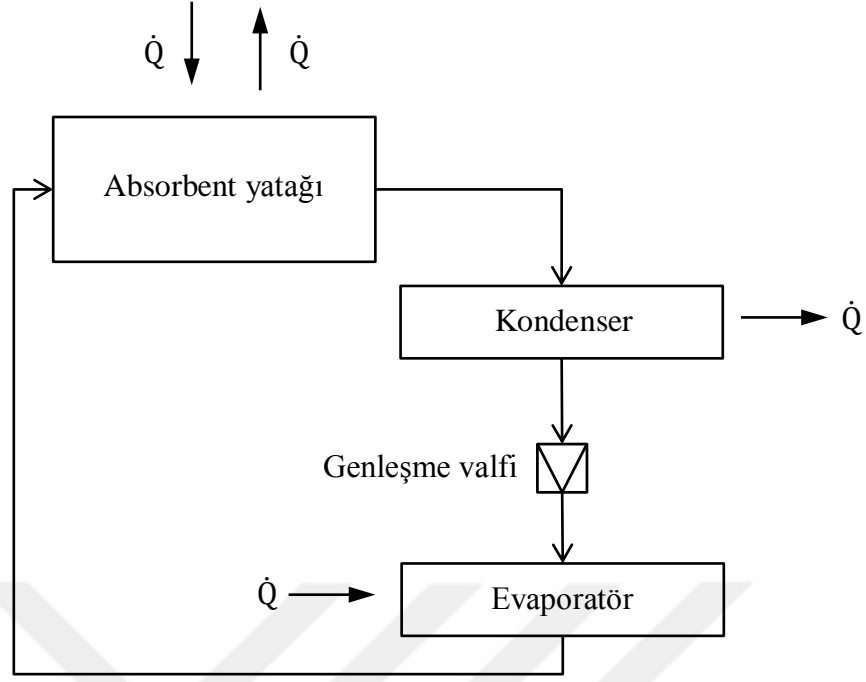 Q̇
Q̇
Absorbent yatağı
Kondenser
Q̇
Genleşme valfi
Q̇
Evaporatör